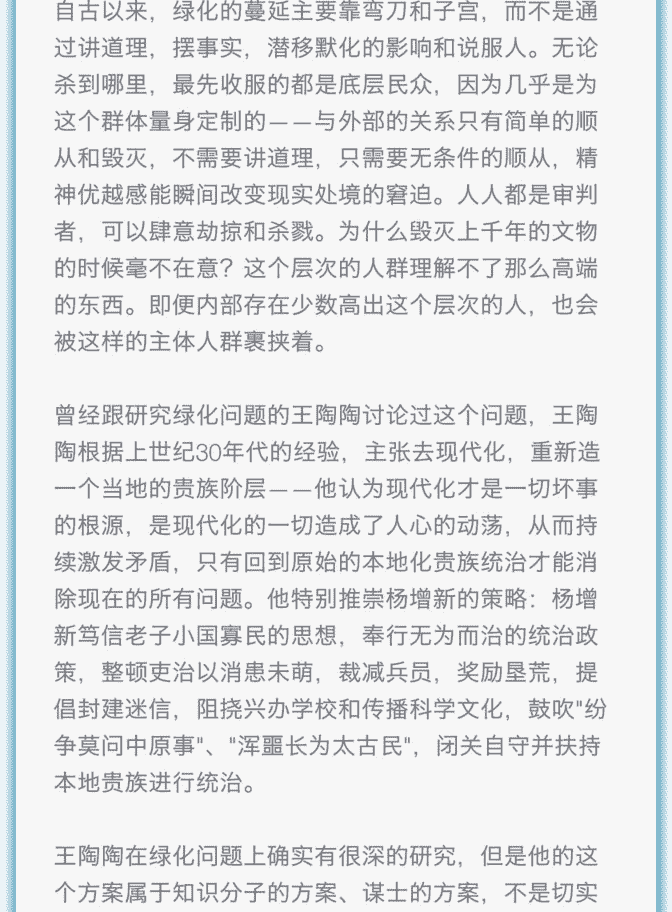 自古以来，绿化的蔓延主要靠弯刀和子宫，而不是通
过讲道理，摆事实，潜移默化的影响和说服人。无论
杀到哪里，最先收服的都是底层民众，因为几乎是为
这个群体量身定制的——与外部的关系只有简单的顺
从和毁灭，不需要讲道理，只需要无条件的顺从，精
神优越感能瞬间改变现实处境的窘迫。人人都是审判
者，可以肆意劫掠和杀戮。为什么毁灭上千年的文物
的时候毫不在意？这个层次的人群理解不了那么高端
的东西。即便内部存在少数高出这个层次的人，也会
被这样的主体人群裹挟着。
曾经跟研究绿化问题的王陶陶讨论过这个问题，王陶
陶根据上世纪30年代的经验，主张去现代化，重新造
一个当地的贵族阶层——他认为现代化才是一切坏事
的根源，是现代化的一切造成了人心的动荡，从而持
续激发矛盾，只有回到原始的本地化贵族统治才能消
除现在的所有问题。他特别推崇杨增新的策略：杨增
新笃信老子小国寡民的思想，奉行无为而治的统治政
策，整顿吏治以消患未萌，裁减兵员，奖励垦荒，提
倡封建迷信，阻挠兴办学校和传播科学文化，鼓吹"纷
争莫问中原事"、"浑噩长为太古民"，闭关自守并扶持
本地贵族进行统治。
王陶陶在绿化问题上确实有很深的研究，但是他的这
个方案属于知识分子的方案、谋士的方案，不是切实